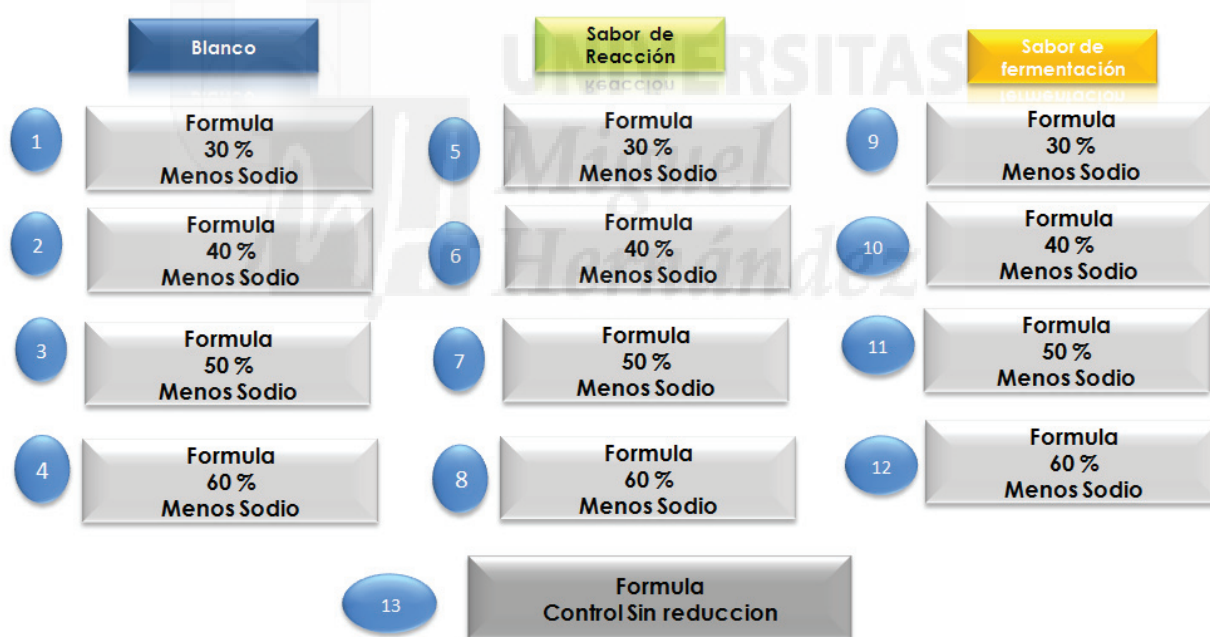 Blanco
Sabor de
Reacción
Sabor de
fermentación
UNIVERSITAS
Miguel
Hernández
1
Formula
30 %
Menos Sodio
5
Formula
30 %
Menos Sodio
9
Formula
30 %
Menos Sodio
2
Formula
40 %
Menos Sodio
6
Formula
40 %
Menos Sodio
10
Formula
40 %
Menos Sodio
3
Formula
50 %
Menos Sodio
7
Formula
50 %
Menos Sodio
11
Formula
50 %
Menos Sodio
4
Formula
60 %
Menos Sodio
8
Formula
60 %
Menos Sodio
12
Formula
60 %
Menos Sodio
13
Formula
Control Sin reduccion